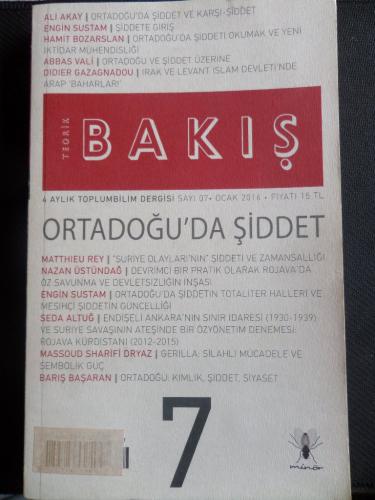 ALİ AKAY | ORTADOĞU'DA ŞİDDET VE KARŞI-ŞİDDET
ENGİN SUSTAM | ŞİDDETE GİRİŞ
HAMİT BOZARSLAN | ORTADOĞU'DA ŞİDDETİ OKUMAK VE YENİ
İKTİDAR MÜHENDİSLİĞİ
ABBAS VALİ | ORTADOĞU VE ŞİDDET ÜZERİNE
DIDIER GAZAGNADOU | IRAK VE LEVANT İSLAM DEVLETİ'NDE
ARAP 'BAHARLARI'
TEORİK
BAKIŞ
4 AYLIK TOPLUMBİLİM DERGİSİ SAYI 07 • OCAK 2016 • FİYATI 15 TL
ORTADOĞU'DA ŞİDDET
MATTHIEU REY | "SURİYE OLAYLARI'NIN" ŞİDDETİ VE ZAMANSALLIĞI
NAZAN ÜSTÜNDAĞ | DEVRİMCİ BİR PRATİK OLARAK ROJAVA'DA
ÖZ SAVUNMA VE DEVLETSİZLİĞİN İNŞASI
ENGİN SUSTAM | ORTADOĞU'DA ŞİDDETİN TOTALİTER HALLERİ VE
MESİHÇİ ŞİDDETİN GÜNCELLİĞİ
SEDA ALTUĞ | ENDİŞELİ ANKARA'NIN SINIR İDARESİ (1930-1939)
VE SURİYE SAVAŞININ ATEŞİNDE BİR ÖZYÖNETİM DENEMESİ:
ROJAVA KÜRDİSTANI (2012-2015)
MASSOUD SHARİFİ DRYAZ | GERİLLA: SİLAHLI MÜCADELE VE
SEMBOLİK GÜÇ
BARIŞ BAŞARAN | ORTADOĞU: KİMLİK, ŞİDDET, SİYASET
7
minör